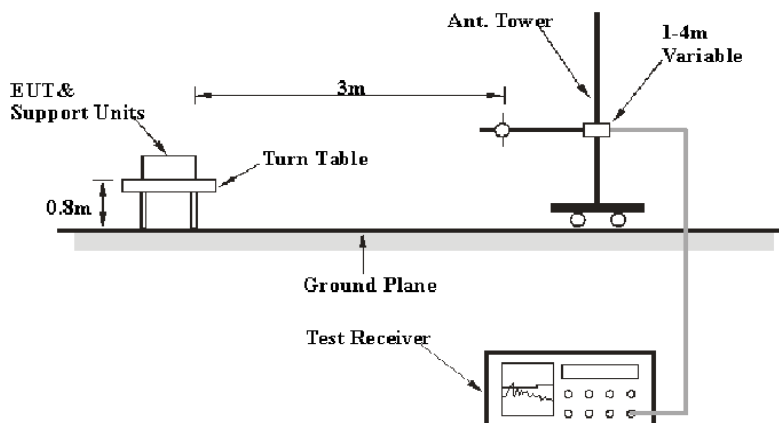 Ant. Tower
1-4m
Variable
3m
EUT&
Support Units
Turn Table
0.8m
Ground Plane
Test Receiver